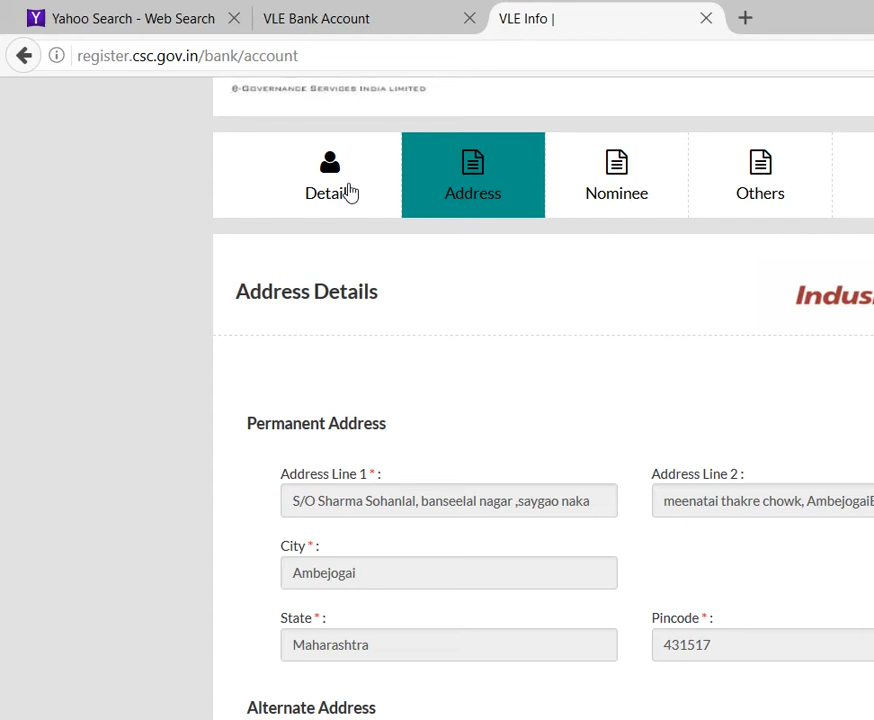 Yahoo Search - Web Search
VLE Bank Account
VLE Info |
register.csc.gov.in/bank/account
e-Governance Services India Limited
Details
Address
Nominee
Others
Address Details
Permanent Address
Address Line 1 * :
Address Line 2 :
S/O Sharma Sohanlal, banseelal nagar ,saygao naka
meenatai thakre chowk, Ambejogai
City * :
Ambejogai
State * :
Pincode * :
Maharashtra
431517
Alternate Address